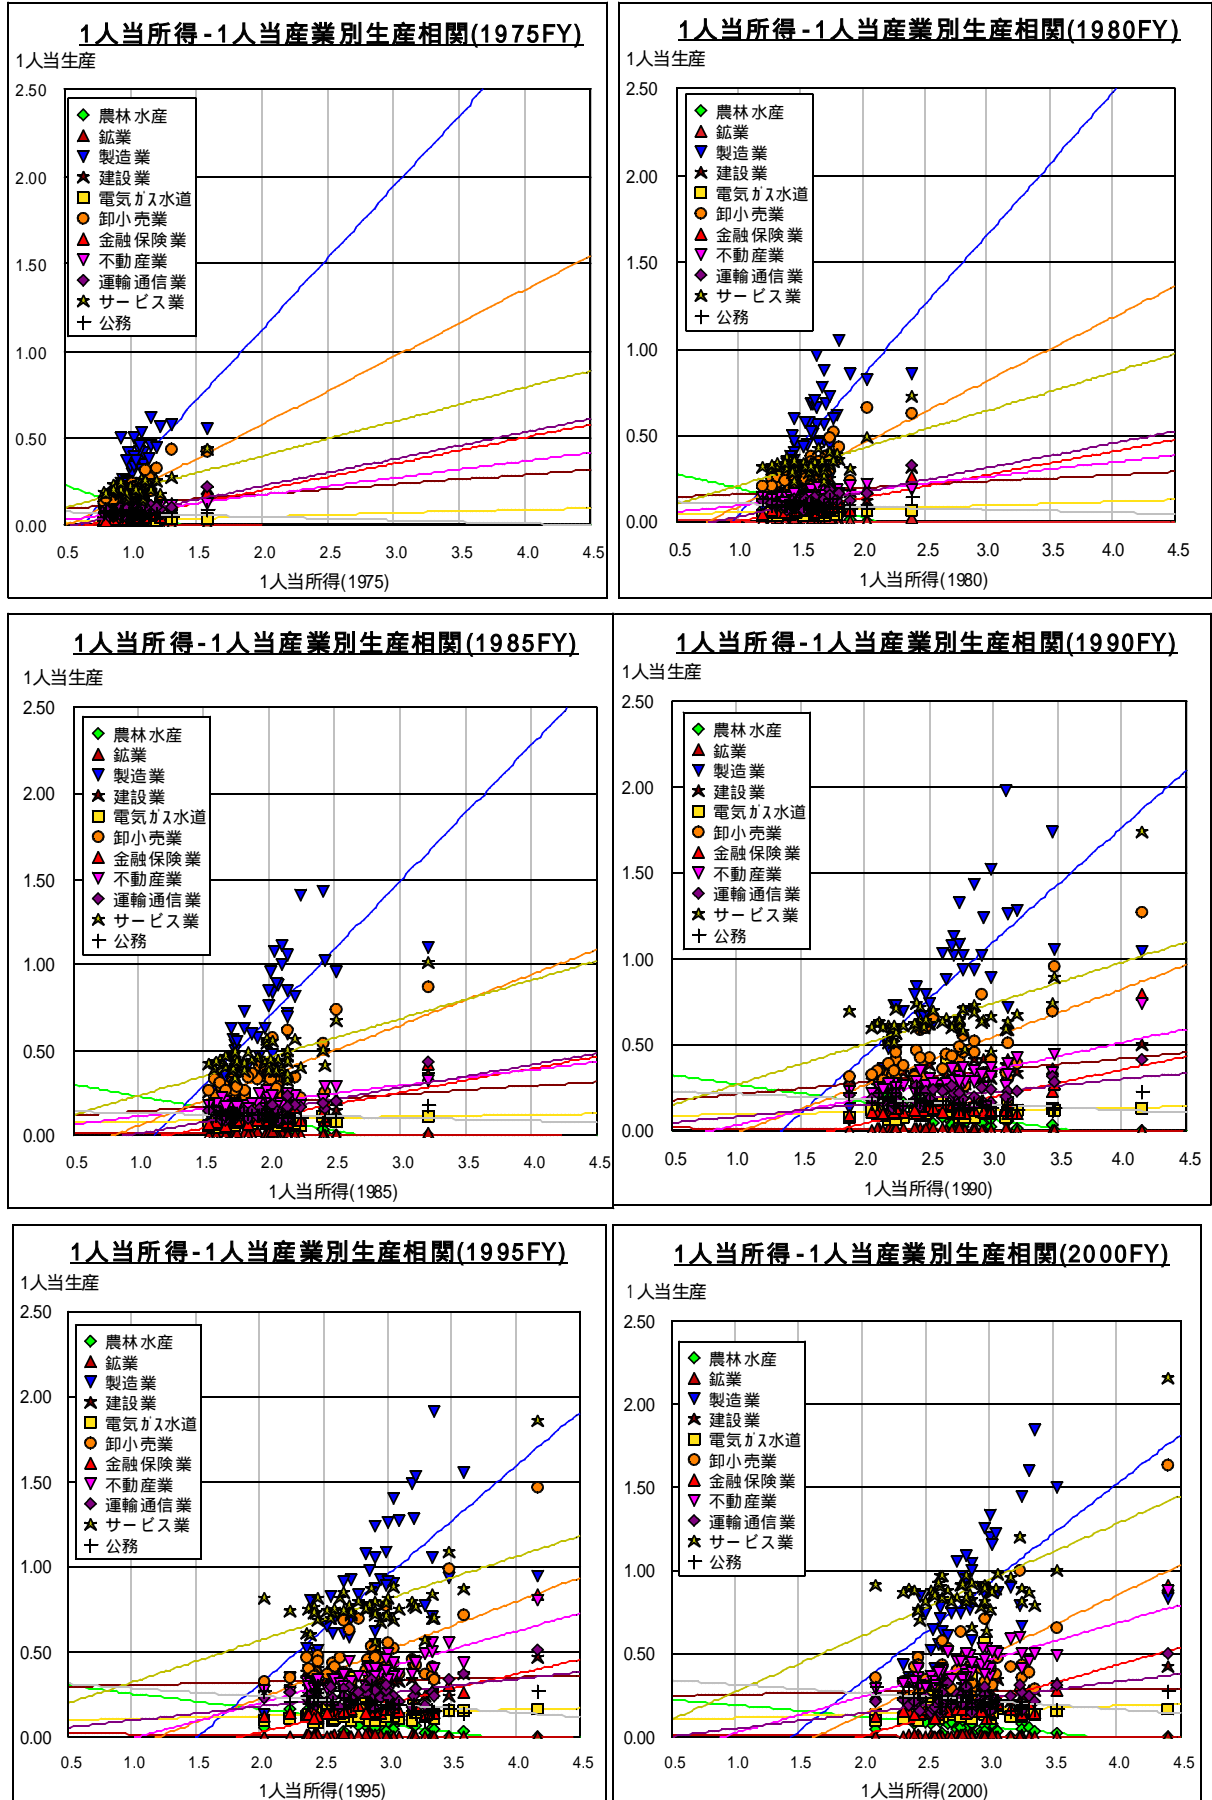 1人当所得-1人当産業別生産相関(1975FY)
1人当生産
2.50
2.00
1.50
1.00
0.50
0.00
農林水産
鉱業
製造業
建設業
電気ガス水道
卸小売業
金融保険業
不動産業
運輸通信業
サービス業
公務
0.5 1.0 1.5 2.0 2.5 3.0 3.5 4.0 4.5
1人当所得(1975)
1人当所得-1人当産業別生産相関(1980FY)
1人当生産
2.50
2.00
1.50
1.00
0.50
0.00
農林水産
鉱業
製造業
建設業
電気ガス水道
卸小売業
金融保険業
不動産業
運輸通信業
サービス業
公務
0.5 1.0 1.5 2.0 2.5 3.0 3.5 4.0 4.5
1人当所得(1980)
1人当所得-1人当産業別生産相関(1985FY)
1人当生産
2.50
2.00
1.50
1.00
0.50
0.00
農林水産
鉱業
製造業
建設業
電気ガス水道
卸小売業
金融保険業
不動産業
運輸通信業
サービス業
公務
0.5 1.0 1.5 2.0 2.5 3.0 3.5 4.0 4.5
1人当所得(1985)
1人当所得-1人当産業別生産相関(1990FY)
1人当生産
2.50
2.00
1.50
1.00
0.50
0.00
農林水産
鉱業
製造業
建設業
電気ガス水道
卸小売業
金融保険業
不動産業
運輸通信業
サービス業
公務
0.5 1.0 1.5 2.0 2.5 3.0 3.5 4.0 4.5
1人当所得(1990)
1人当所得-1人当産業別生産相関(1995FY)
1人当生産
2.50
2.00
1.50
1.00
0.50
0.00
農林水産
鉱業
製造業
建設業
電気ガス水道
卸小売業
金融保険業
不動産業
運輸通信業
サービス業
公務
0.5 1.0 1.5 2.0 2.5 3.0 3.5 4.0 4.5
1人当所得(1995)
1人当所得-1人当産業別生産相関(2000FY)
1人当生産
2.50
2.00
1.50
1.00
0.50
0.00
農林水産
鉱業
製造業
建設業
電気ガス水道
卸小売業
金融保険業
不動産業
運輸通信業
サービス業
公務
0.5 1.0 1.5 2.0 2.5 3.0 3.5 4.0 4.5
1人当所得(2000)